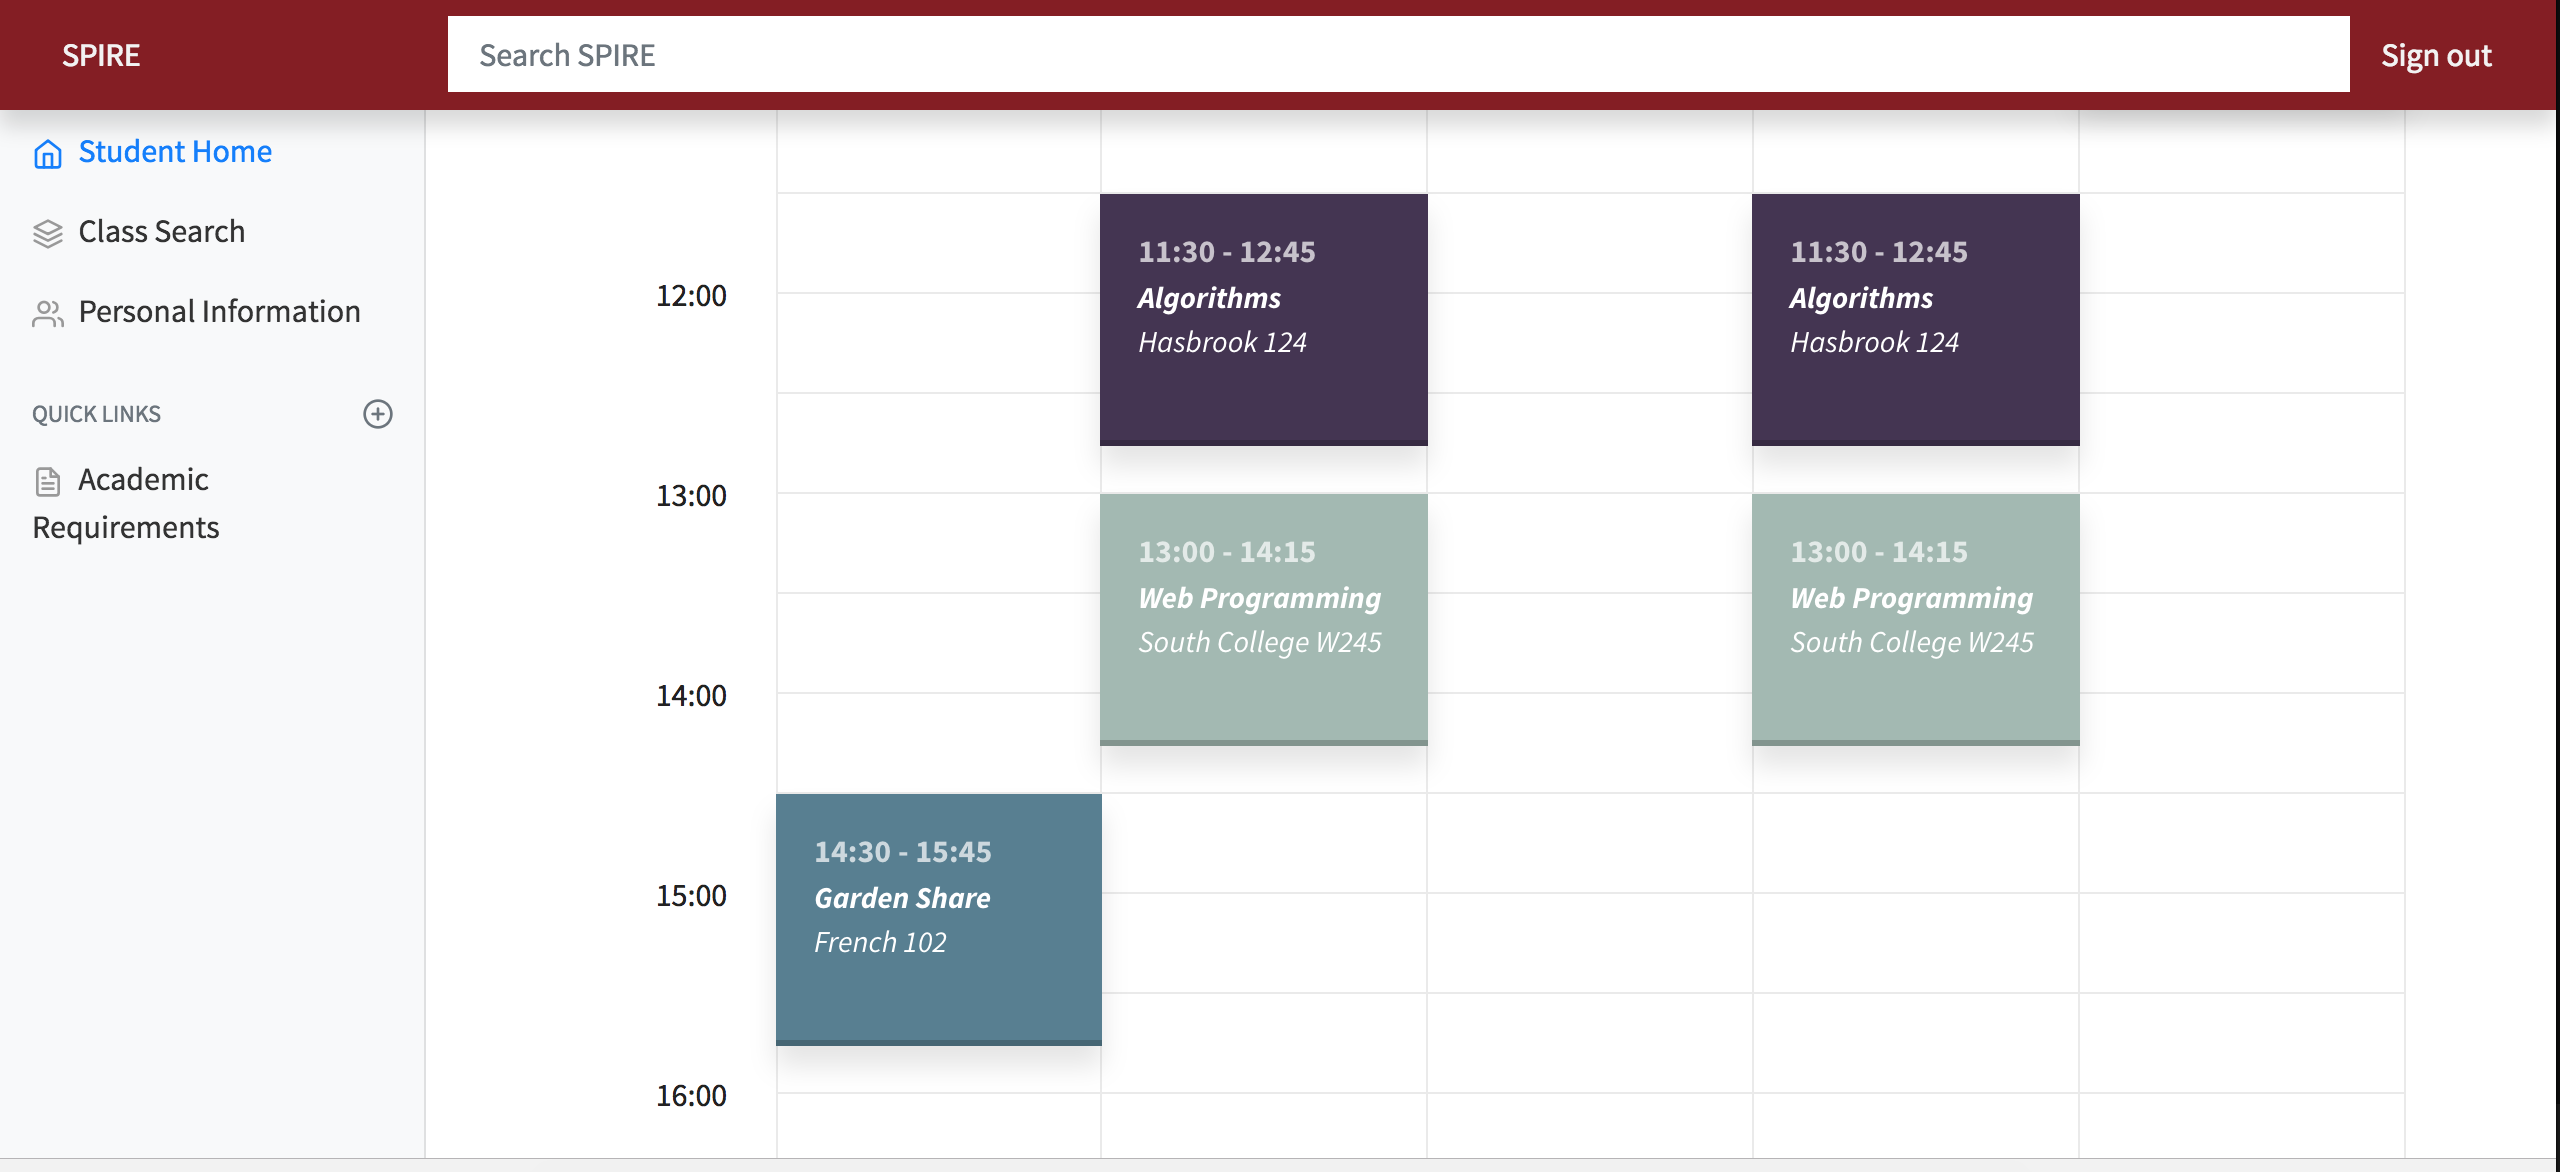 SPIRE
Search SPIRE
Sign out
Student Home
Class Search
Personal Information
QUICK LINKS
Academic
Requirements
12:00
13:00
14:00
15:00
16:00
11:30 - 12:45
Algorithms
Hasbrook 124
11:30 - 12:45
Algorithms
Hasbrook 124
13:00 - 14:15
Web Programming
South College W245
13:00 - 14:15
Web Programming
South College W245
14:30 - 15:45
Garden Share
French 102